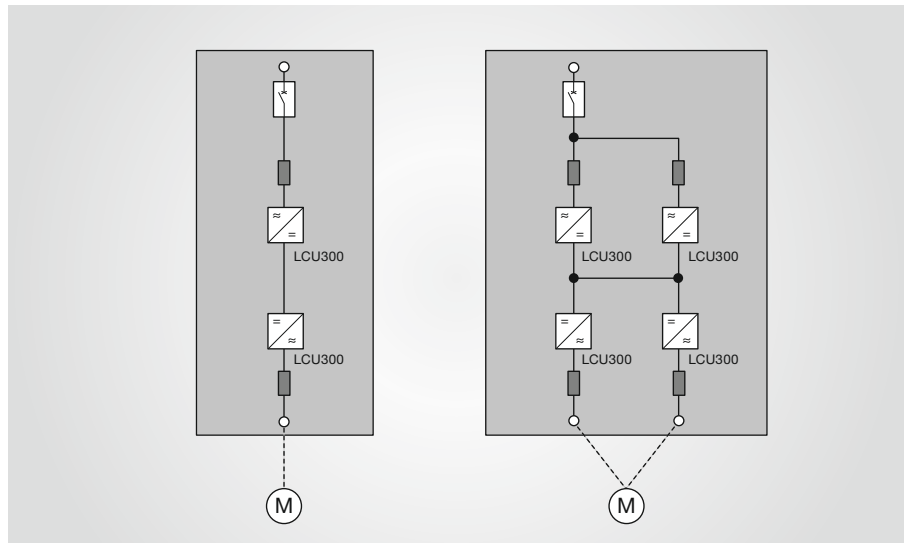 ≈
=
LCU300
=
≈
LCU300
M
≈
=
LCU300
≈
=
LCU300
=
≈
LCU300
=
≈
LCU300
M